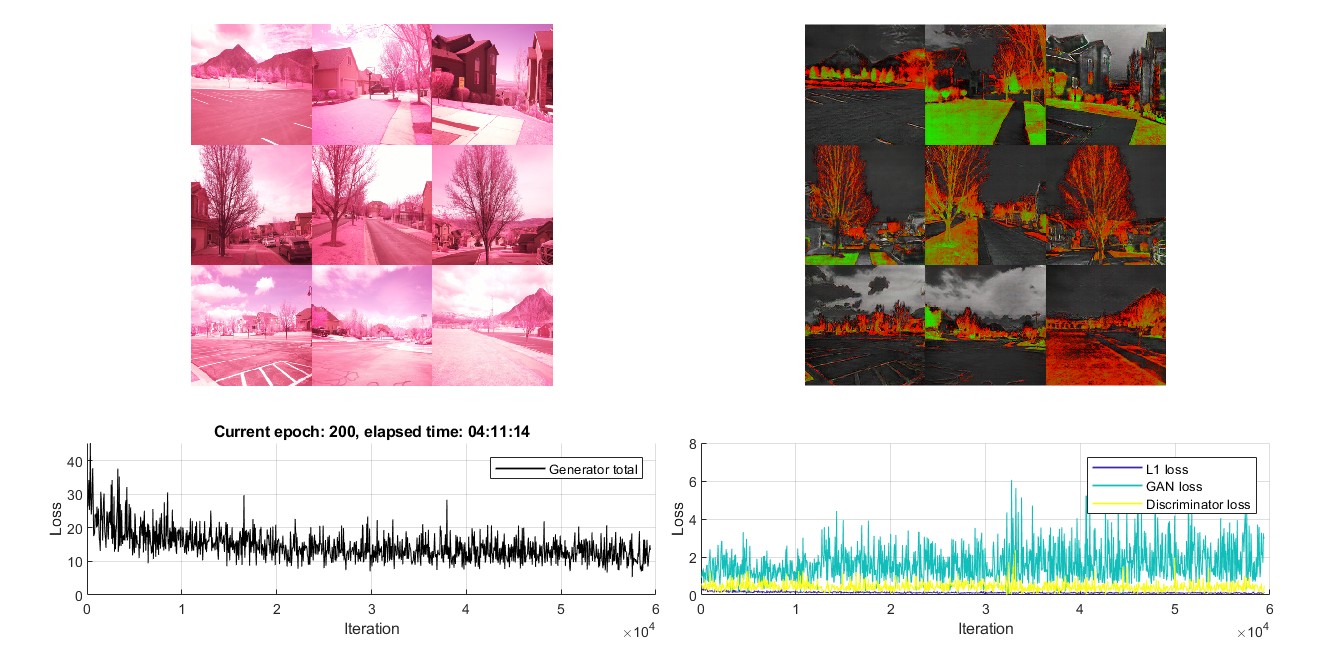 Current epoch: 200, elapsed time: 04:11:14
Generator total
Loss
40
30
20
10
0
0 1 2 3 4 5 6
Iteration
×10^4
L1 loss
GAN loss
Discriminator loss
Loss
8
6
4
2
0
0 1 2 3 4 5 6
Iteration
×10^4